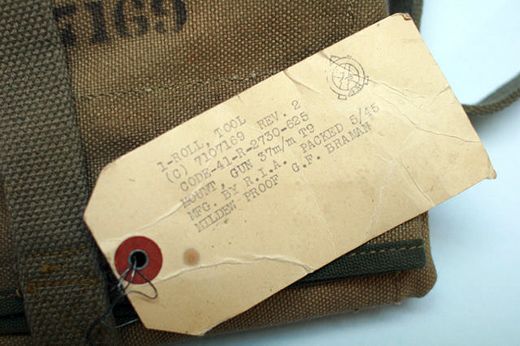 7169
1-ROLL, TOOL
(C) 7107169 REV. 2
CODE-41-R-2730-625
MOUNT, GUN 37m/m T9
MFG. BY R.I.A. PACKED 5/45
MILDEW PROOF G.F. BRAMAN